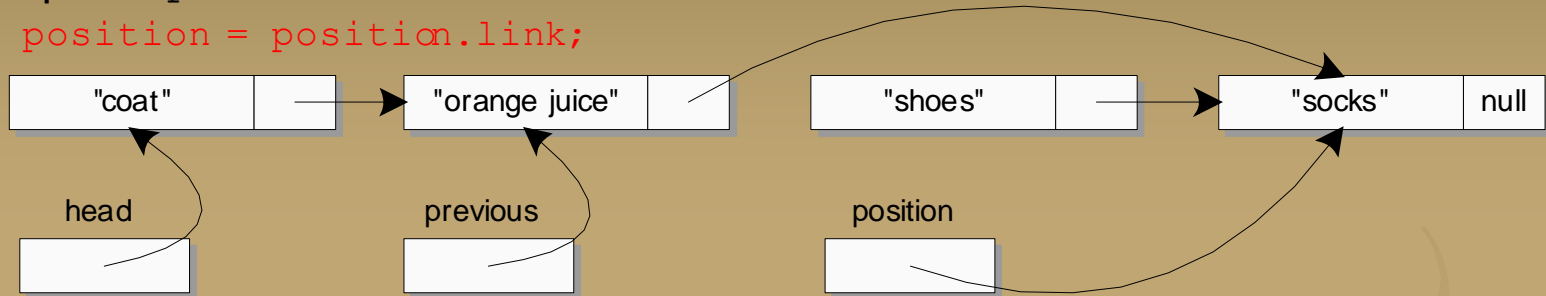 position = position.link;
"coat" "orange juice" "shoes" "socks" null
head previous position